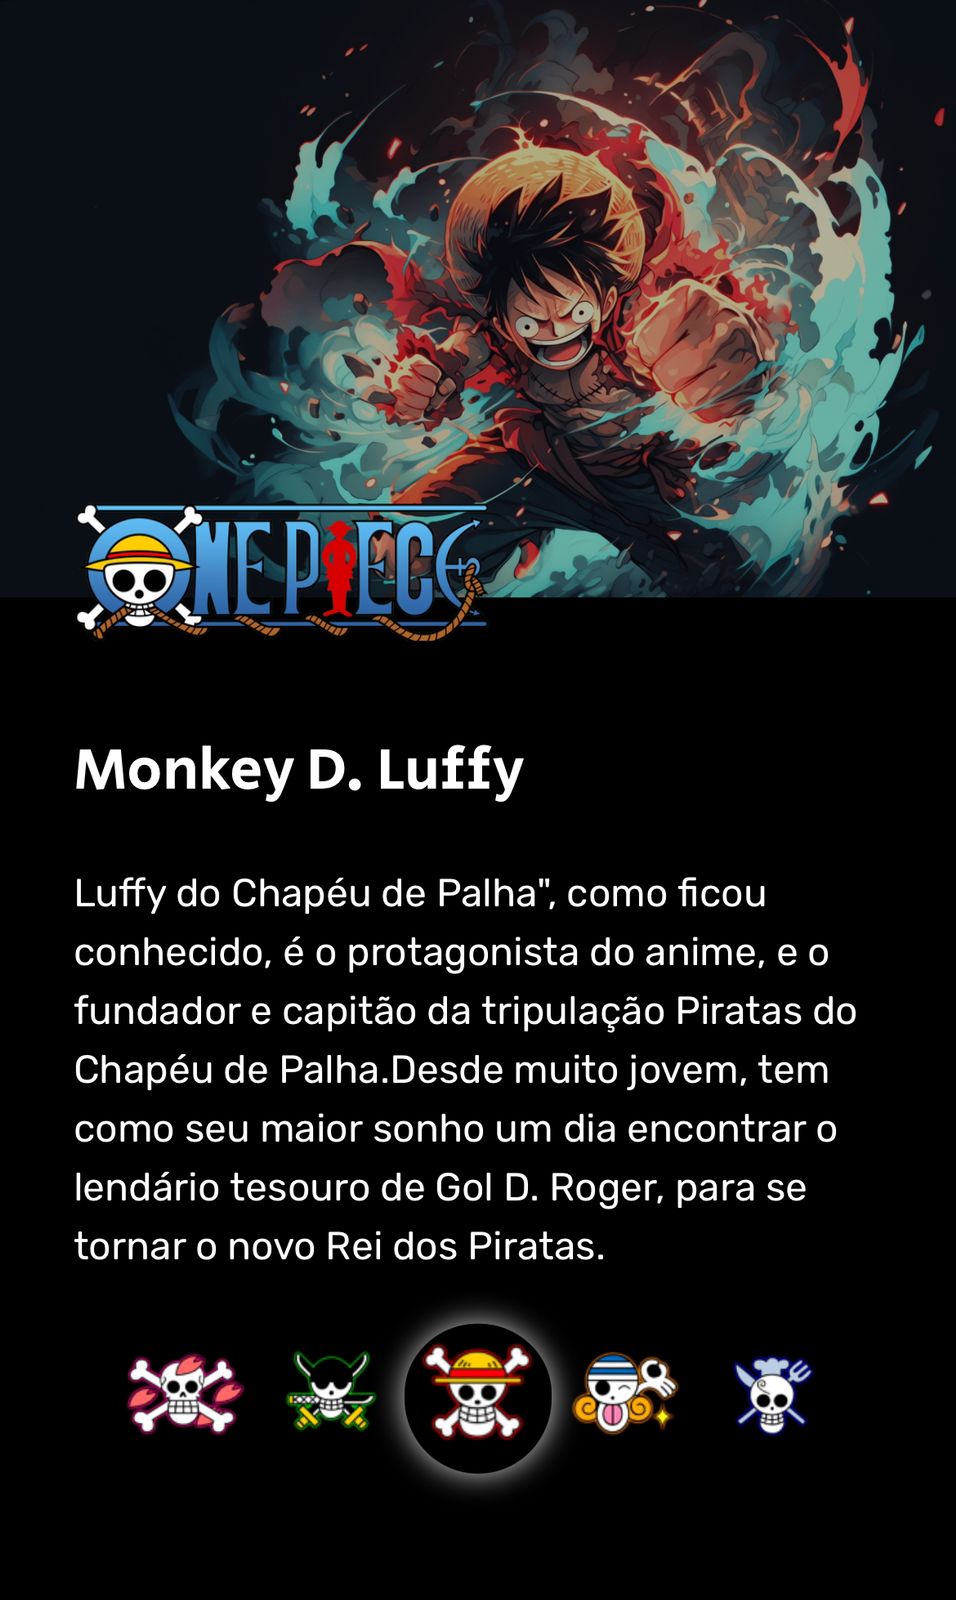 ONE PIECE
Monkey D. Luffy
Luffy do Chapéu de Palha", como ficou
conhecido, é o protagonista do anime, e o
fundador e capitão da tripulação Piratas do
Chapéu de Palha.Desde muito jovem, tem
como seu maior sonho um dia encontrar o
lendário tesouro de Gol D. Roger, para se
tornar o novo Rei dos Piratas.